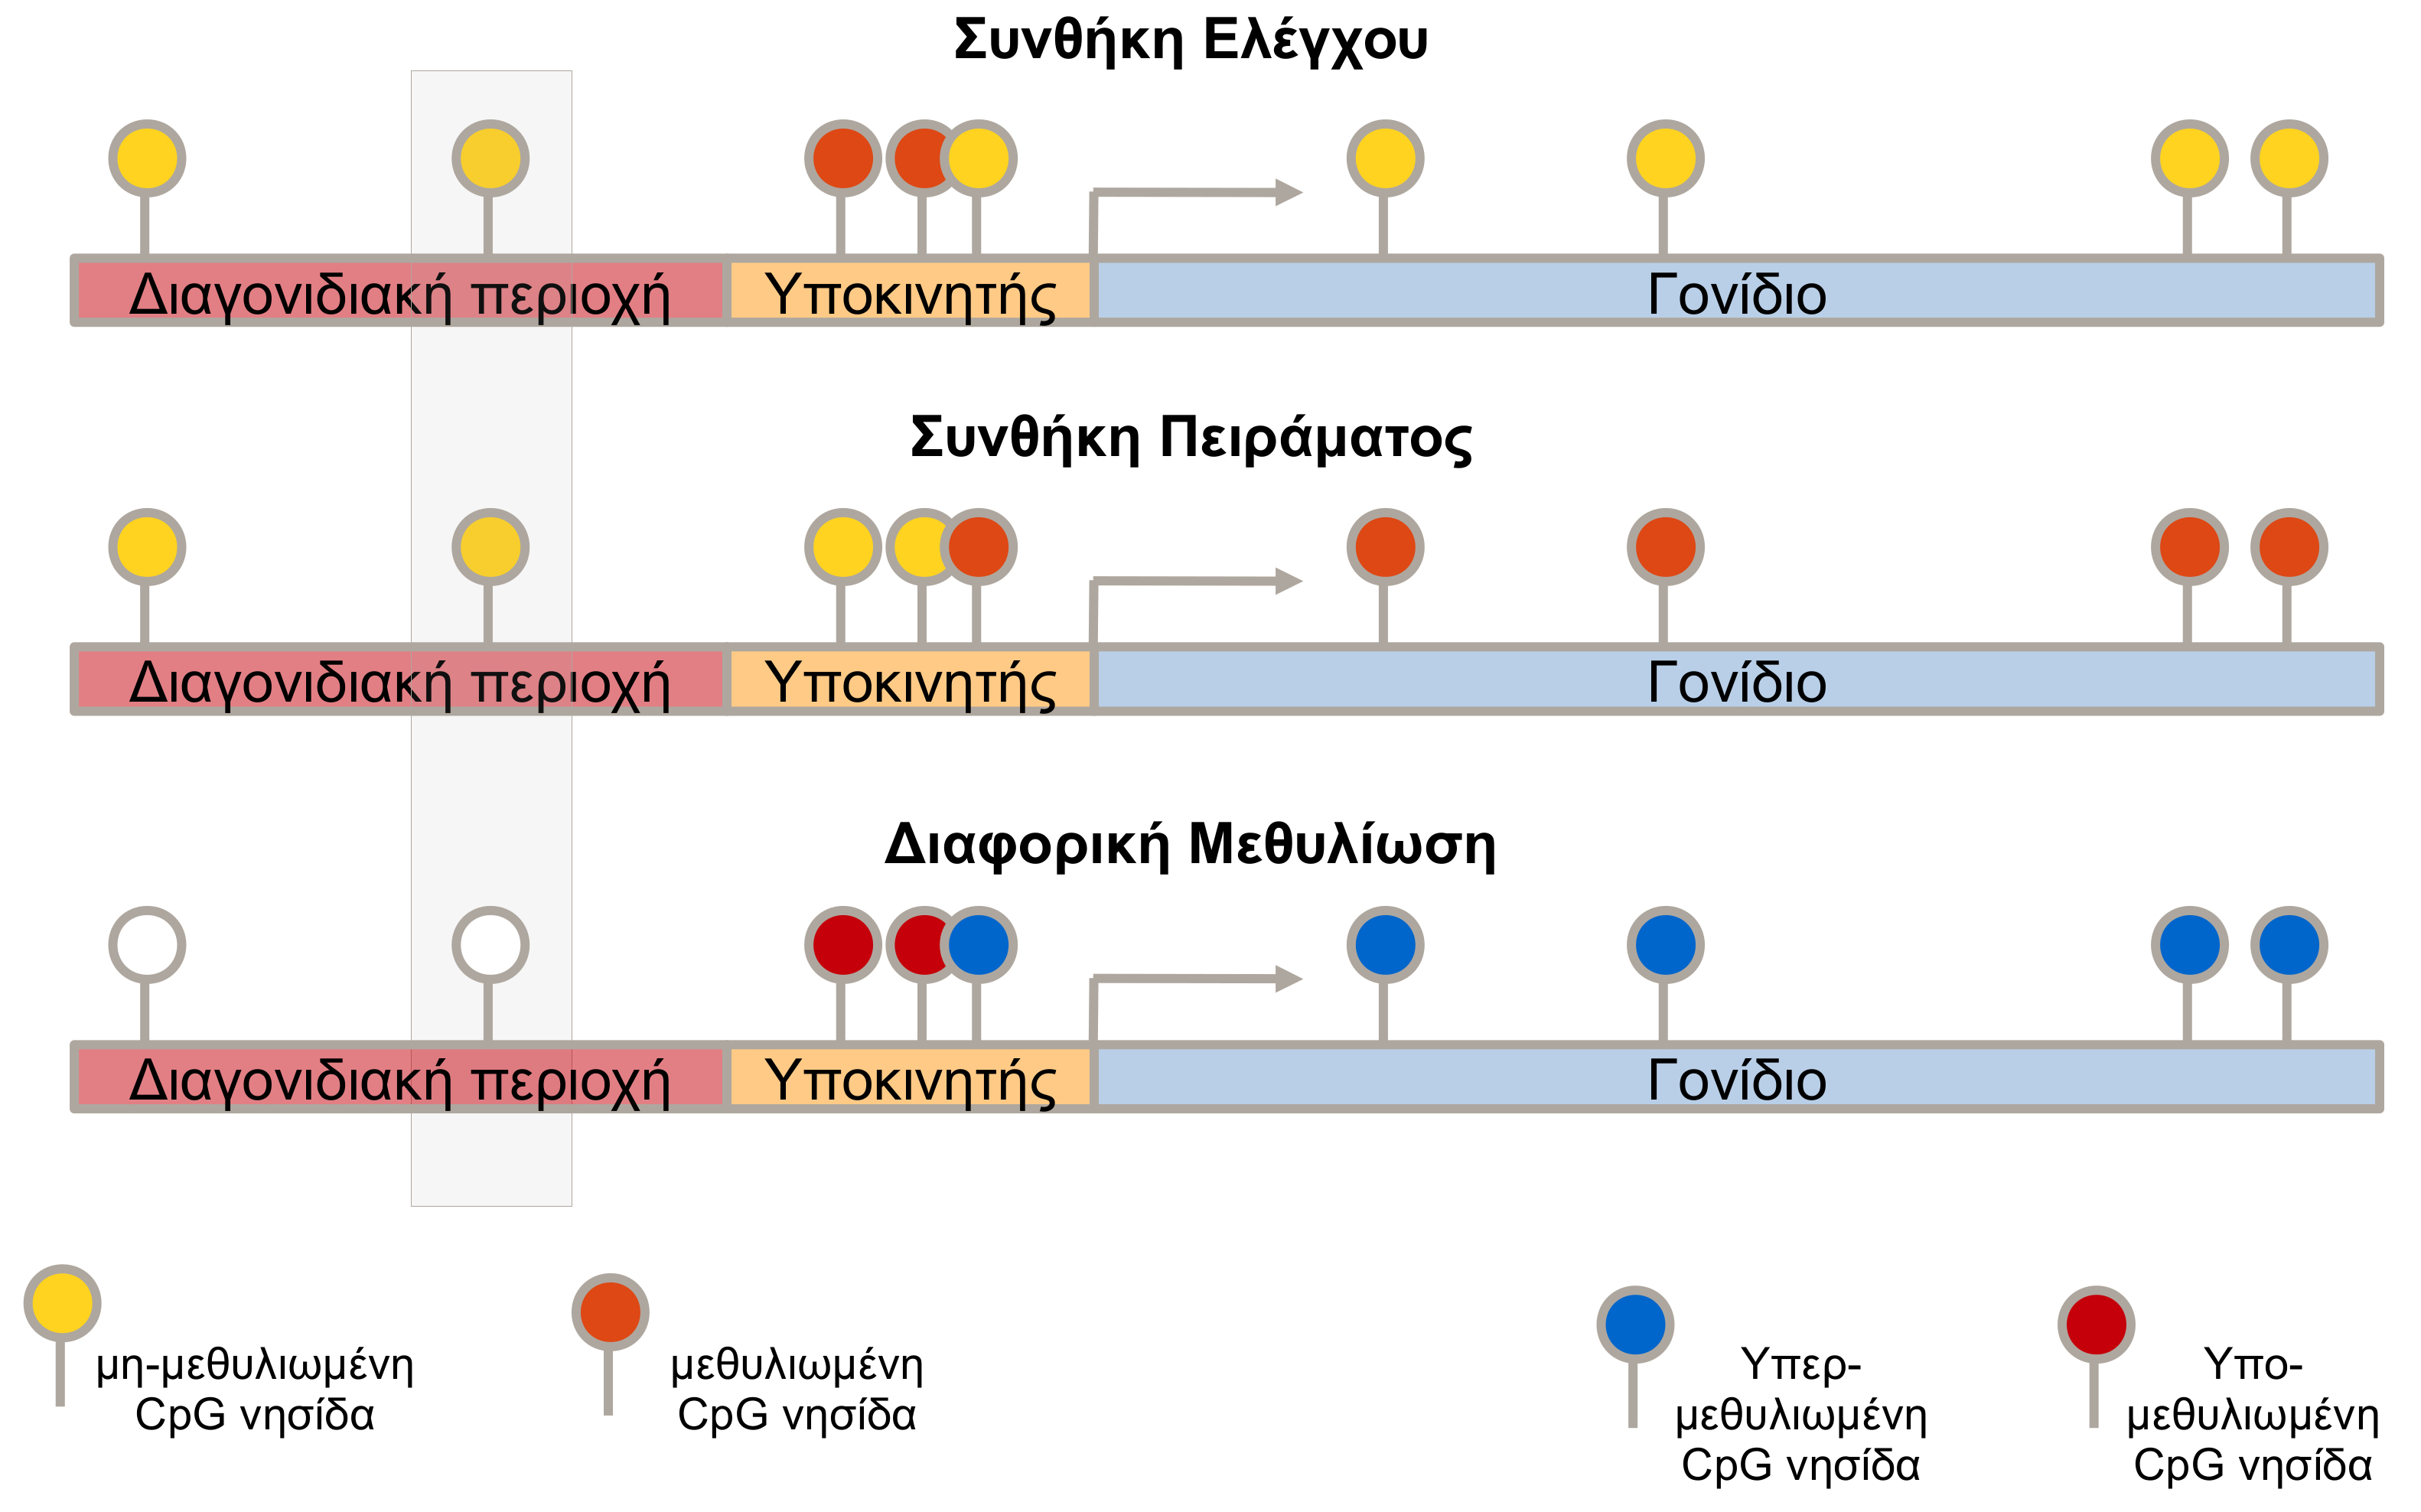 Συνθήκη Ελέγχου
Διαγονιδιακή περιοχή Υποκινητής Γονίδιο
Συνθήκη Πειράματος
Διαγονιδιακή περιοχή Υποκινητής Γονίδιο
Διαφορική Μεθυλίωση
Διαγονιδιακή περιοχή Υποκινητής Γονίδιο
μη-μεθυλιωμένη
CpG νησίδα
μεθυλιωμένη
CpG νησίδα
Υπερ-
μεθυλιωμένη
CpG νησίδα
Υπο-
μεθυλιωμένη
CpG νησίδα